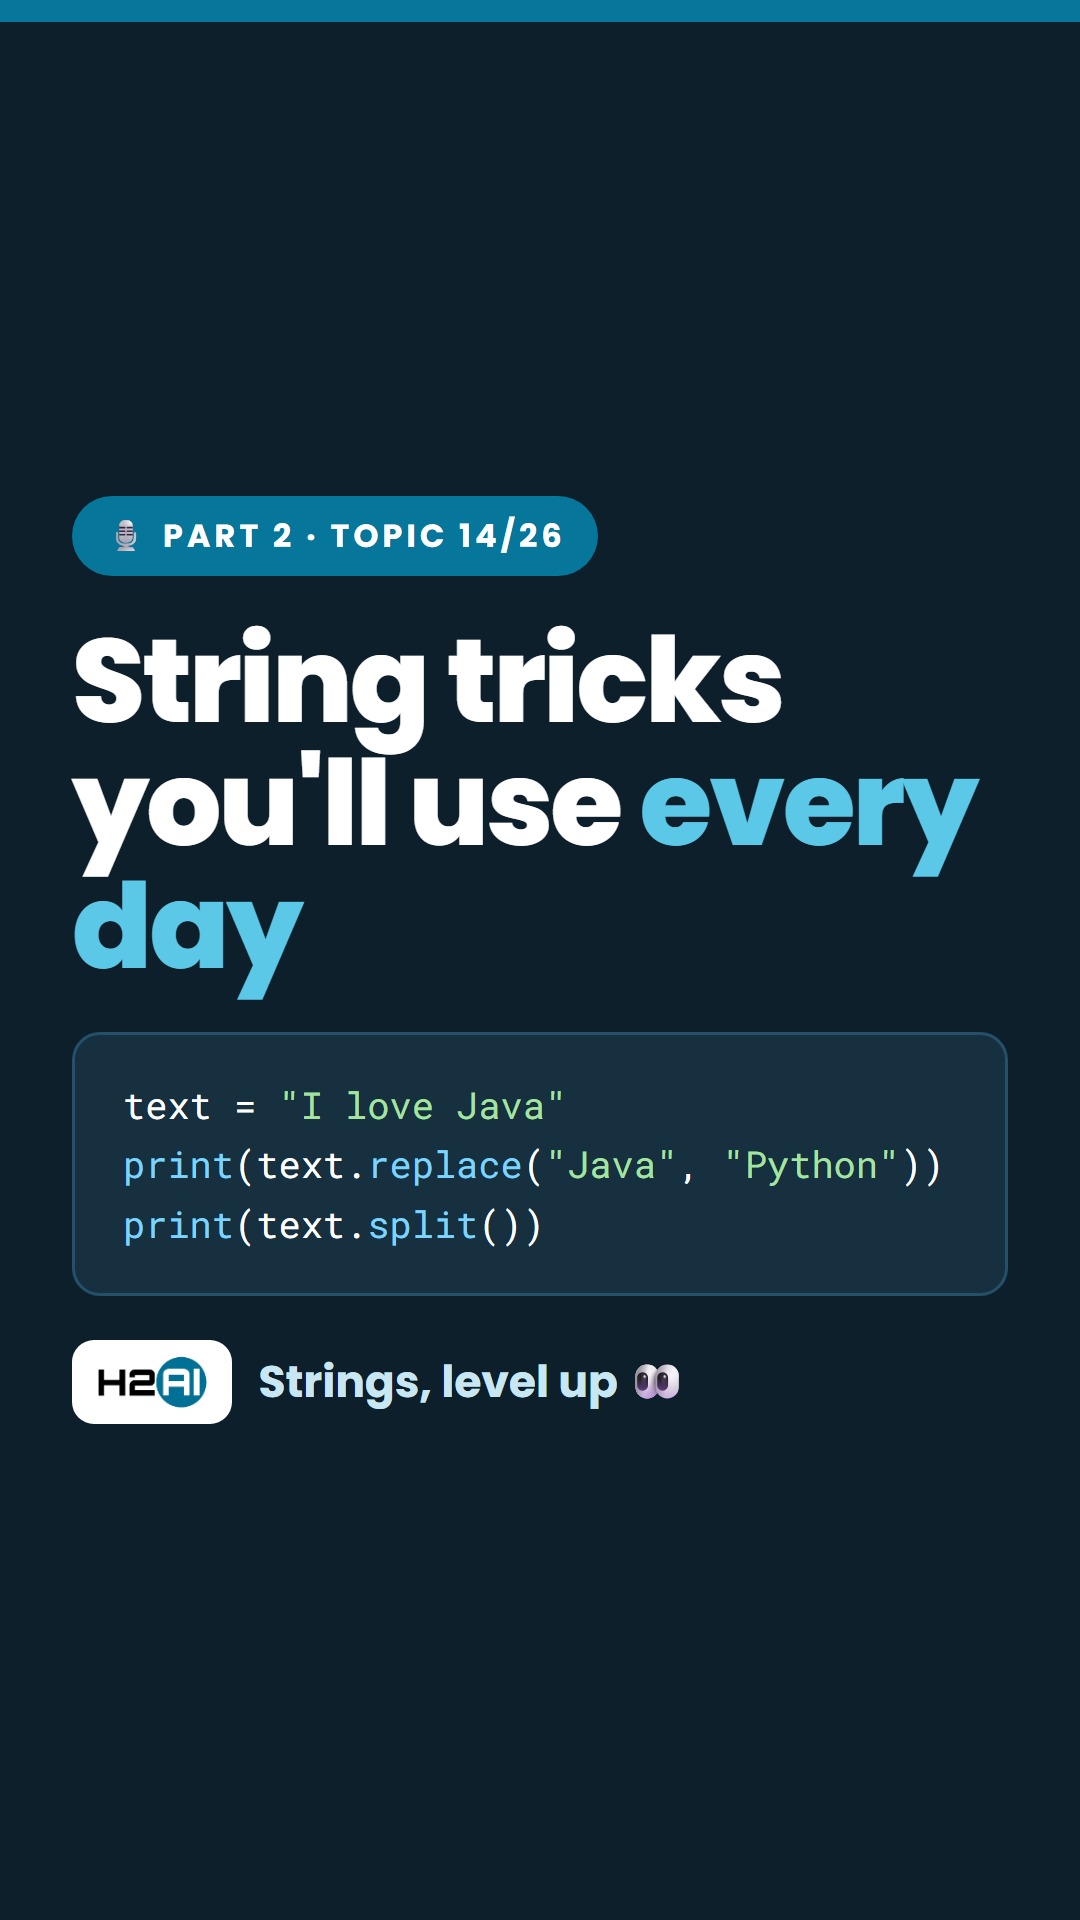 🎙️ PART 2 · TOPIC 14/26
String tricks
you'll use every
day
text = "I love Java"
print(text.replace("Java", "Python"))
print(text.split())
H2AI Strings, level up 👀